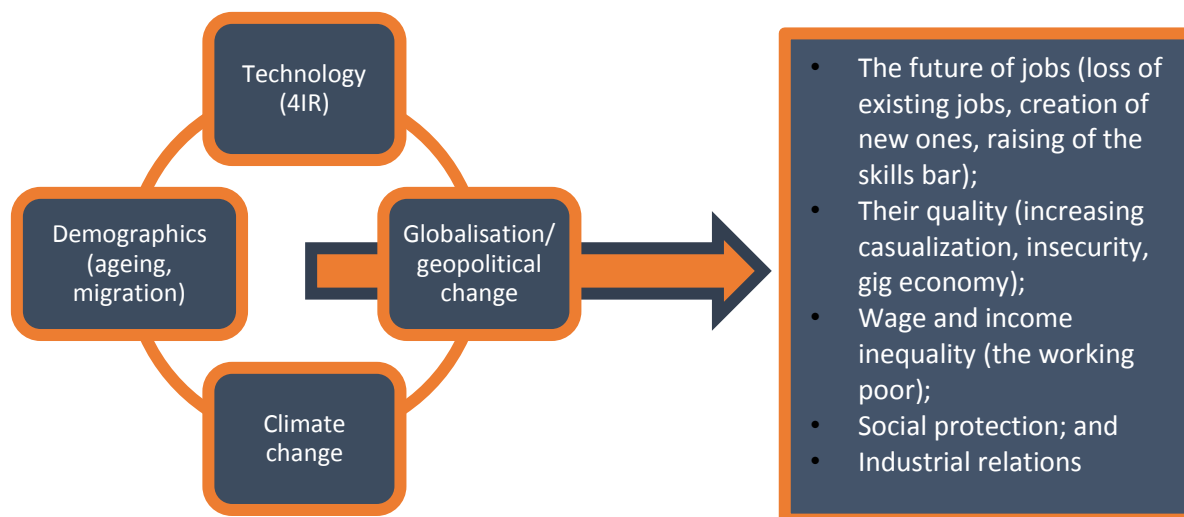 Technology
(4IR)
Demographics
(ageing,
migration)
Globalisation/
geopolitical
change
Climate
change
• The future of jobs (loss of
existing jobs, creation of
new ones, raising of the
skills bar);
• Their quality (increasing
casualization, insecurity,
gig economy);
• Wage and income
inequality (the working
poor);
• Social protection; and
• Industrial relations